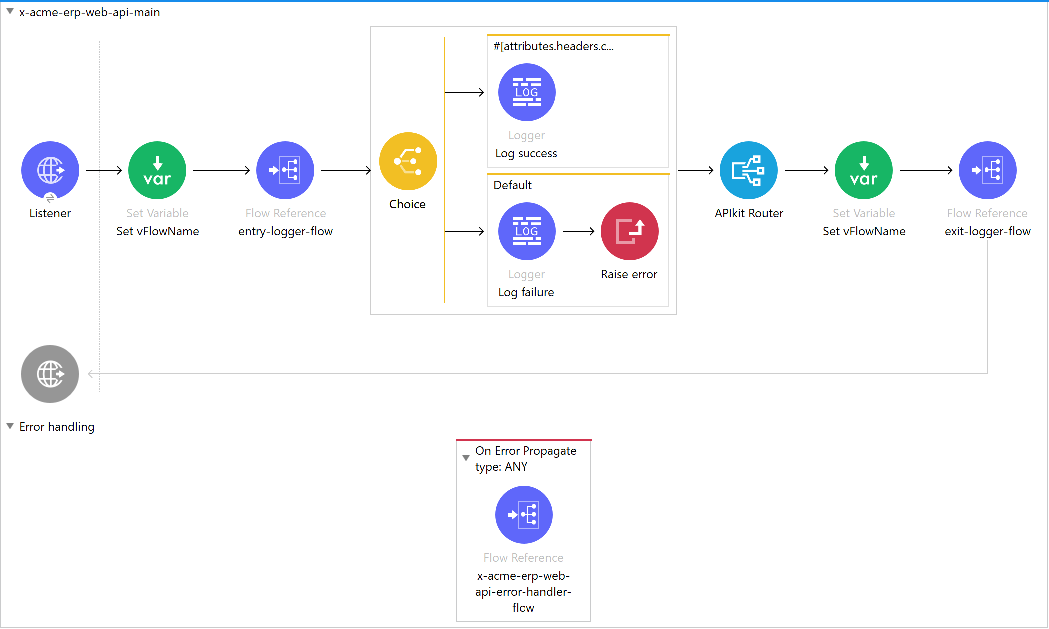 x-acme-erp-web-api-main
Listener
var
Set Variable
Set vFlowName
Flow Reference
entry-logger-flow
Choice
#[attributes.headers.c...
LOG
Logger
Log success
Default
LOG
Logger
Log failure
Raise error
APIkit Router
var
Set Variable
Set vFlowName
Flow Reference
exit-logger-flow
Error handling
On Error Propagate
type: ANY
Flow Reference
x-acme-erp-web-
api-error-handler-
flow